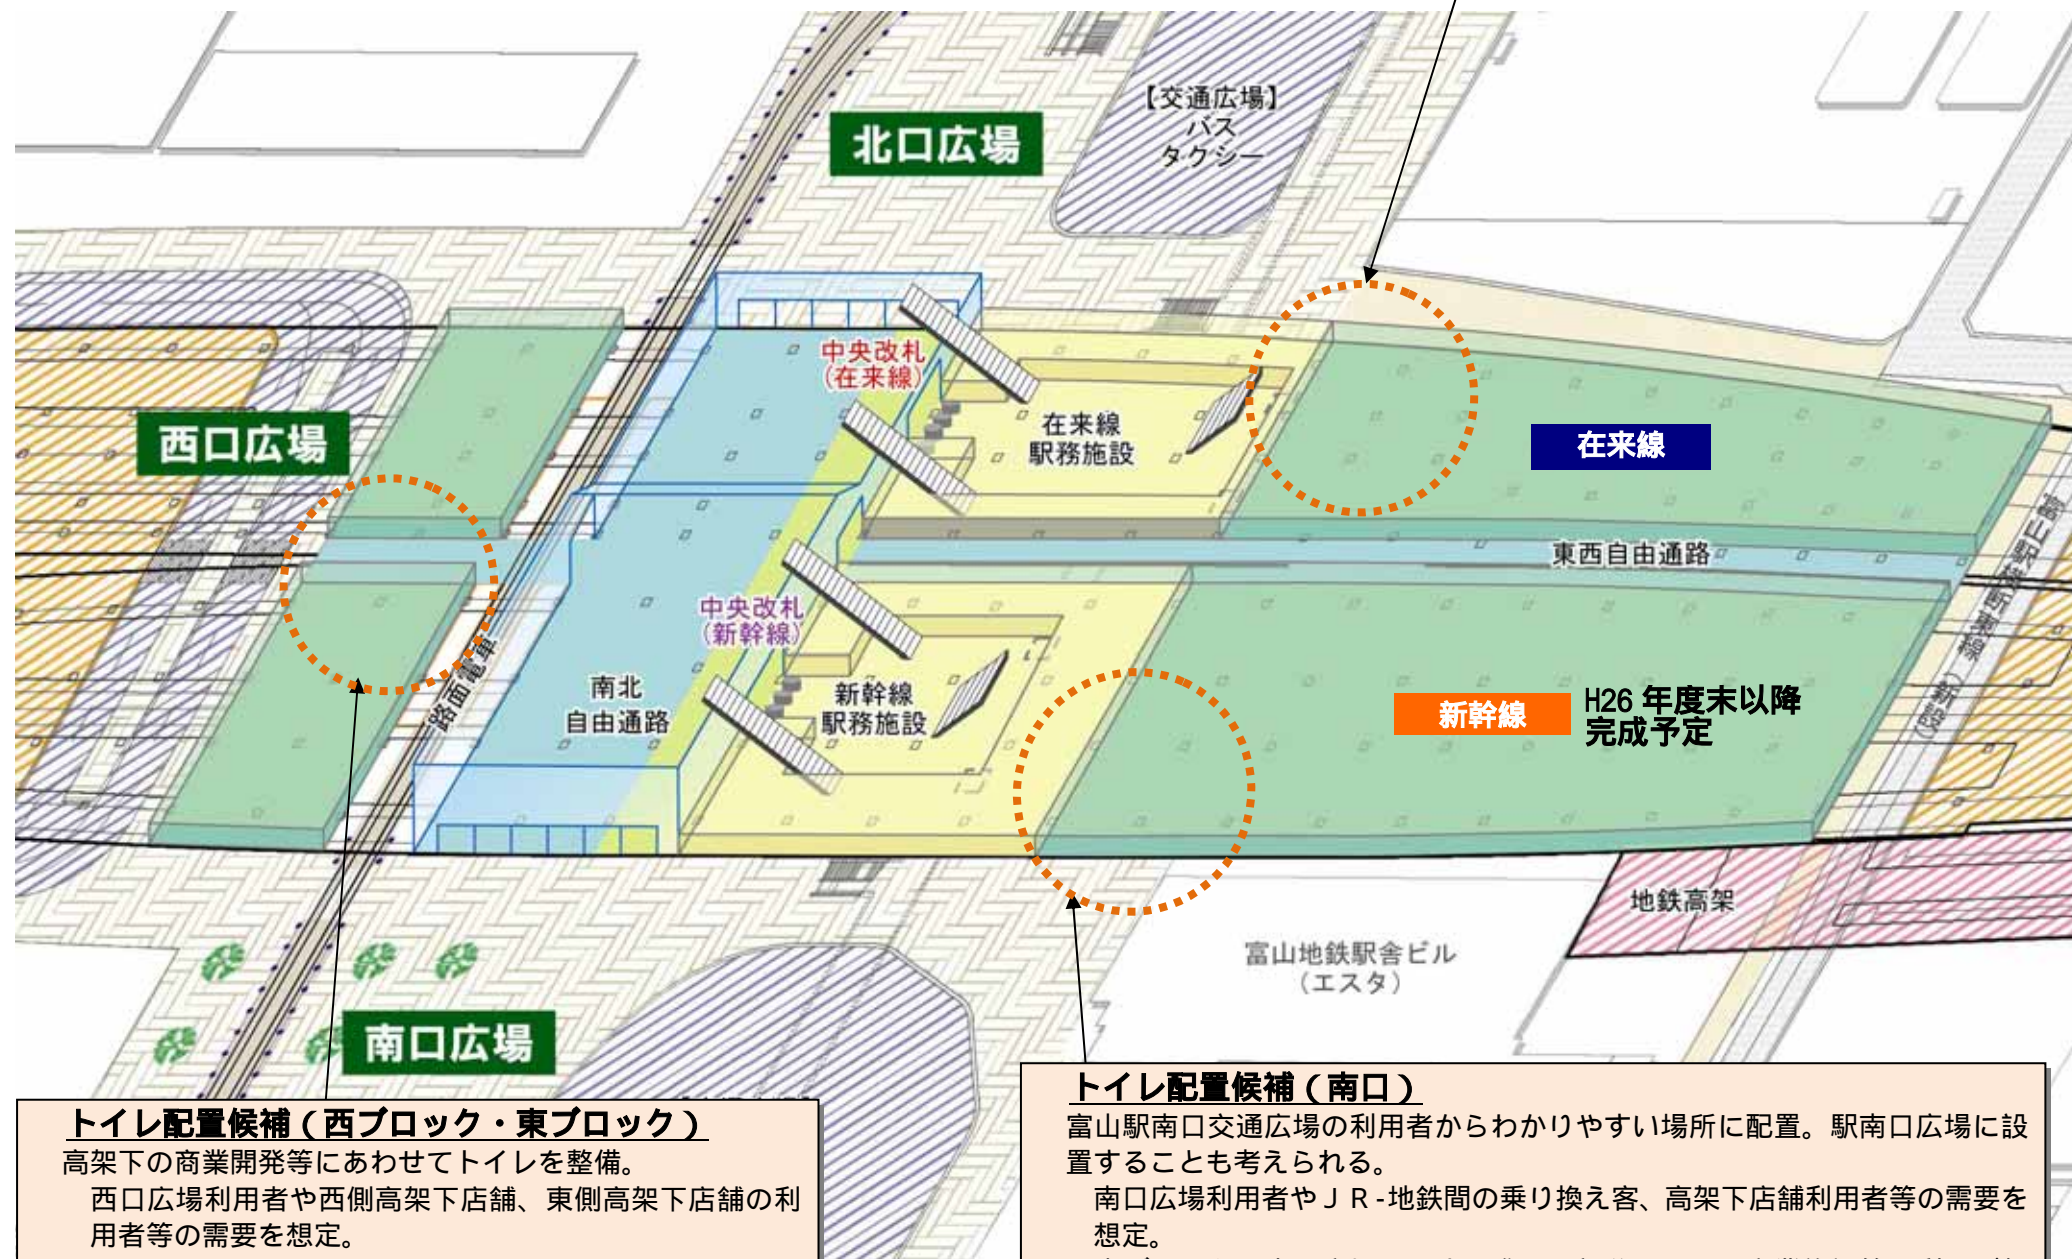 【交通広場】
バス
タクシー
北口広場
中央改札
(在来線)
在来線
駅務施設
西口広場
在来線
東西自由通路
富山駅南北線(新設)
中央改札
(新幹線)
路面電車
南北
自由通路
新幹線
駅務施設
新幹線
H26 年度末以降
完成予定
地鉄高架
富山地鉄駅舎ビル
(エスタ)
南口広場
トイレ配置候補(西ブロック・東ブロック)
高架下の商業開発等にあわせてトイレを整備。
西口広場利用者や西側高架下店舗、東側高架下店舗の利
用者等の需要を想定。
トイレ配置候補(南口)
富山駅南口交通広場の利用者からわかりやすい場所に配置。駅南口広場に設
置することも考えられる。
南口広場利用者やJR-地鉄間の乗り換え客、高架下店舗利用者等の需要を
想定。